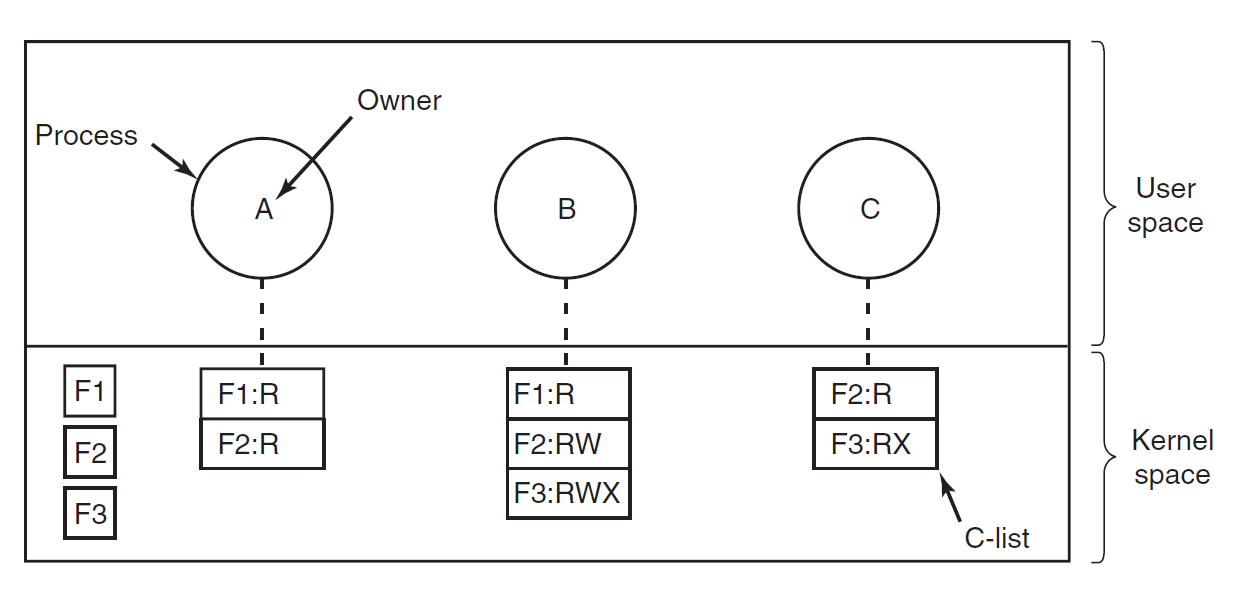 Owner
Process
A
B
C
User
space
F1
F2
F3
F1:R
F2:R
F1:R
F2:RW
F3:RWX
F2:R
F3:RX
C-list
Kernel
space